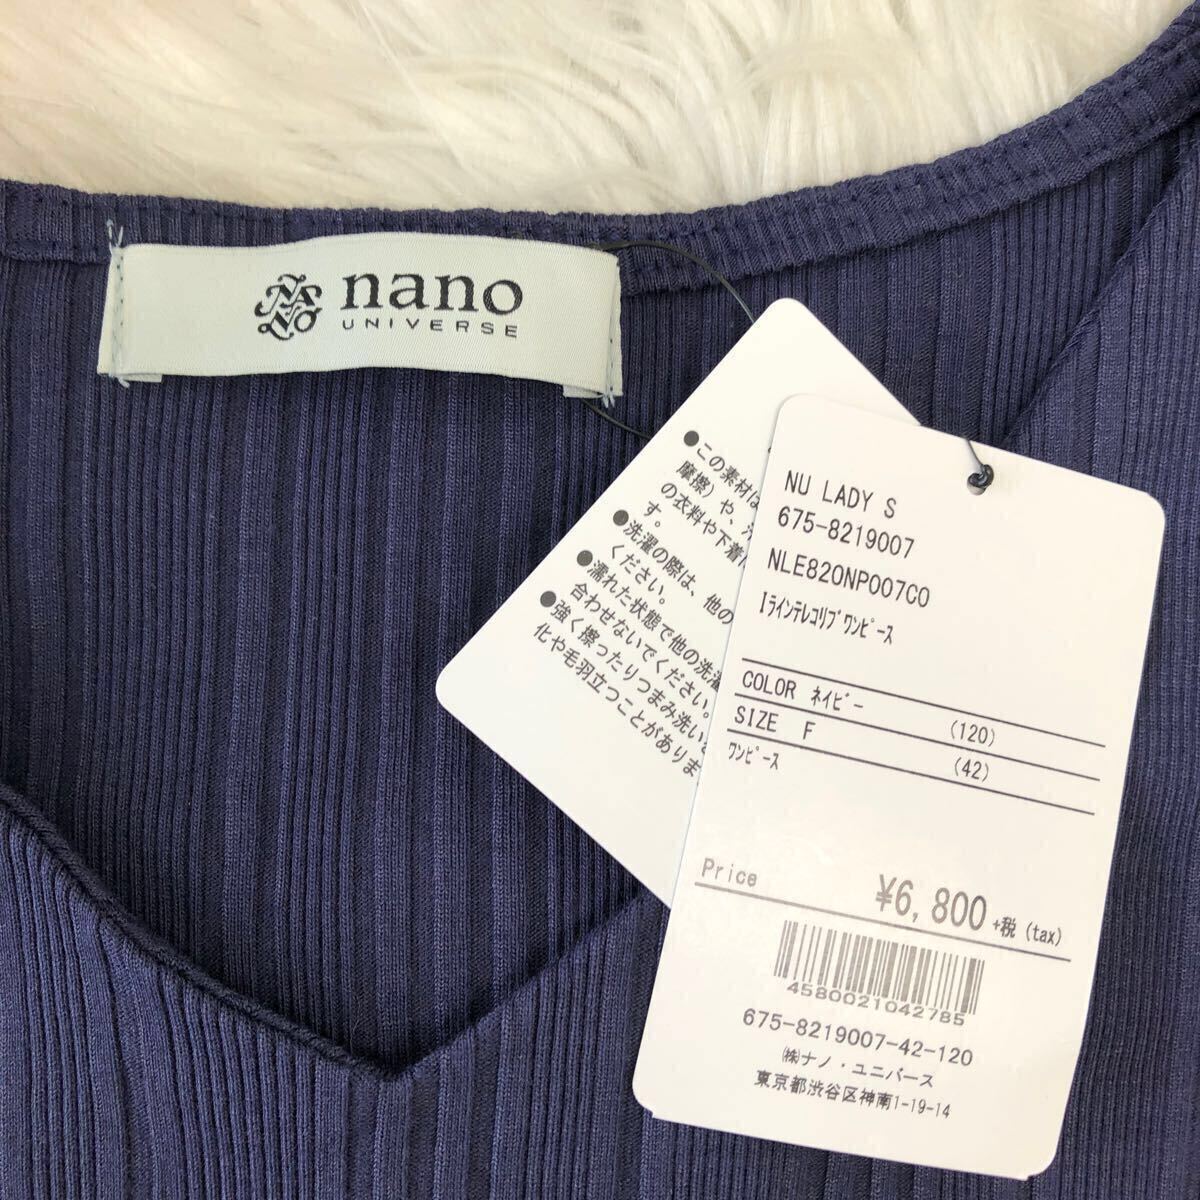 nano
UNIVERSE
●この素材は
摩擦)や、
の衣料や下着
す。
●洗濯の際は、他の
ください。
●濡れた状態で他の洗濯
合わせないでください。
●強く擦ったりつまみ洗い
化や毛羽立つことがありま
NU LADY S
675-8219007
NLE820NP007CO
Iラインテレコリブワンピース
COLOR ネイビー (120)
SIZE F (42)
ワンピース
Price ¥6,800 +税(tax)
4580021042785
675-8219007-42-120
㈱ナノ・ユニバース
東京都渋谷区神南1-19-14